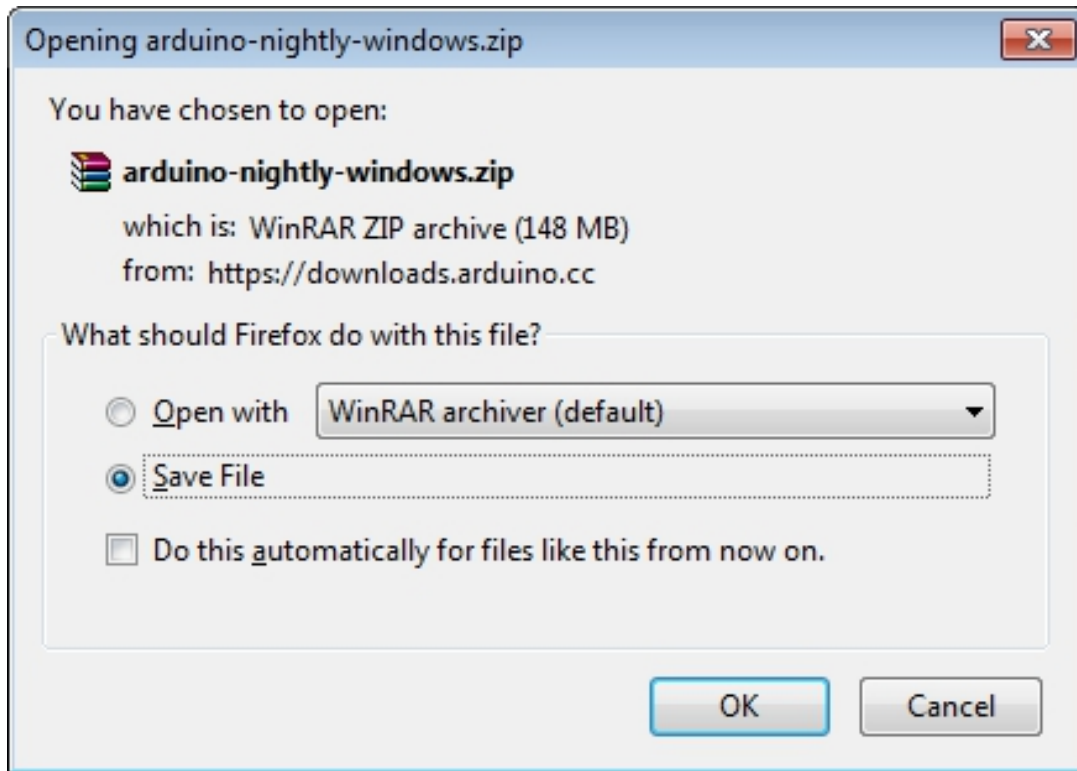 Opening arduino-nightly-windows.zip
You have chosen to open:
arduino-nightly-windows.zip
which is: WinRAR ZIP archive (148 MB)
from: https://downloads.arduino.cc
What should Firefox do with this file?
Open with WinRAR archiver (default)
Save File
Do this automatically for files like this from now on.
OK Cancel